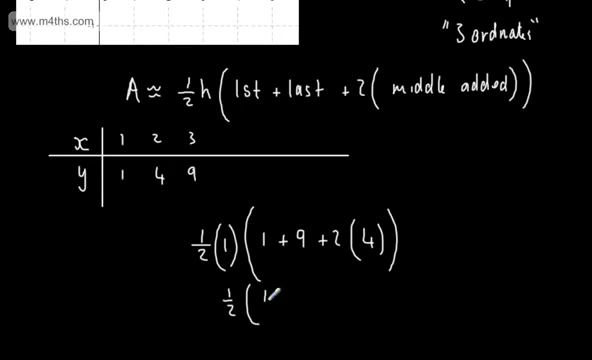 www.m4ths.com
"3 ordnates"
A ≈ 1/2 h ( 1st + last + 2 ( middle added ) )
x 1 2 3
y 1 4 9
1/2 (1) ( 1 + 9 + 2 (4) )
1/2 ( 1